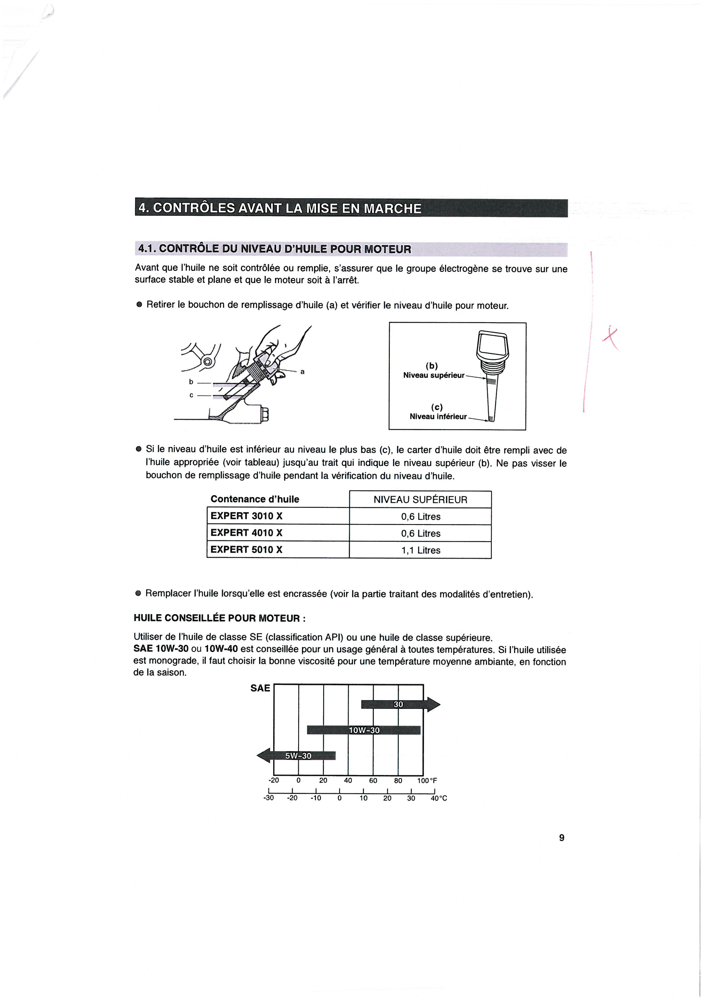 4. CONTRÔLES AVANT LA MISE EN MARCHE
4.1. CONTRÔLE DU NIVEAU D'HUILE POUR MOTEUR
Avant que l'huile ne soit contrôlée ou remplie, s'assurer que le groupe électrogène se trouve sur une
surface stable et plane et que le moteur soit à l'arrêt.
● Retirer le bouchon de remplissage d'huile (a) et vérifier le niveau d'huile pour moteur.
a
b
c
(b)
Niveau supérieur
(c)
Niveau inférieur
● Si le niveau d'huile est inférieur au niveau le plus bas (c), le carter d'huile doit être rempli avec de
l'huile appropriée (voir tableau) jusqu'au trait qui indique le niveau supérieur (b). Ne pas visser le
bouchon de remplissage d'huile pendant la vérification du niveau d'huile.
Contenance d'huile NIVEAU SUPÉRIEUR
EXPERT 3010 X 0,6 Litres
EXPERT 4010 X 0,6 Litres
EXPERT 5010 X 1,1 Litres
● Remplacer l'huile lorsqu'elle est encrassée (voir la partie traitant des modalités d'entretien).
HUILE CONSEILLÉE POUR MOTEUR :
Utiliser de l'huile de classe SE (classification API) ou une huile de classe supérieure.
SAE 10W-30 ou 10W-40 est conseillée pour un usage général à toutes températures. Si l'huile utilisée
est monograde, il faut choisir la bonne viscosité pour une température moyenne ambiante, en fonction
de la saison.
SAE
30
10W-30
5W-30
-20 0 20 40 60 80 100°F
-30 -20 -10 0 10 20 30 40°C
9